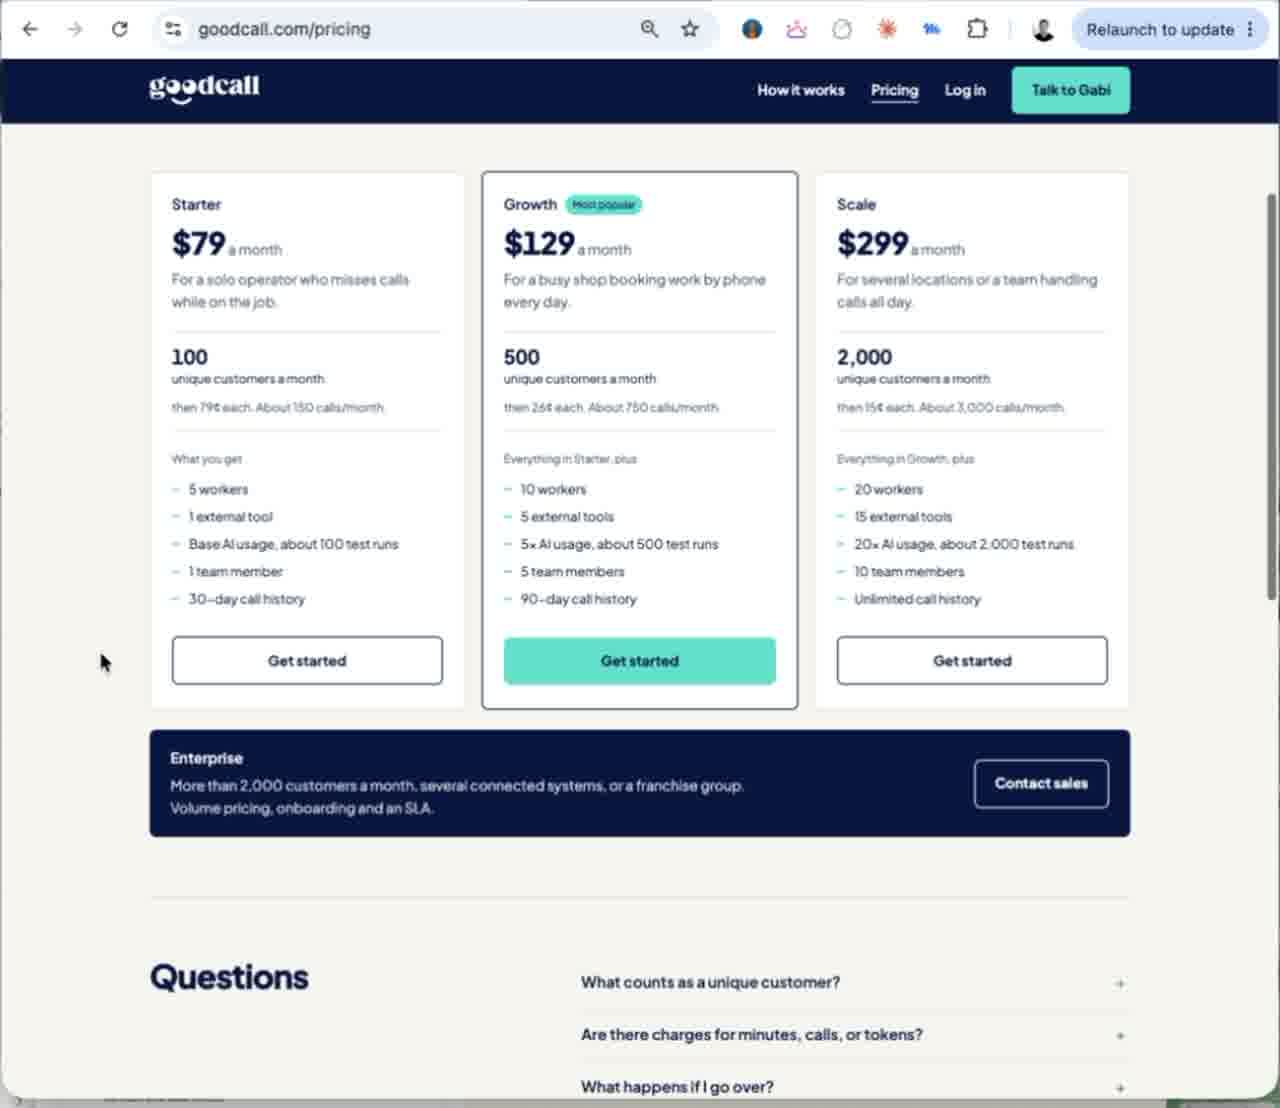 goodcall.com/pricing
Relaunch to update
goodcall
How it works
Pricing
Log in
Talk to Gabi
Starter
$79 a month
For a solo operator who misses calls
while on the job.
100
unique customers a month
then 79¢ each. About 150 calls/month.
What you get
– 5 workers
– 1 external tool
– Base AI usage, about 100 test runs
– 1 team member
– 30-day call history
Get started
Growth Most popular
$129 a month
For a busy shop booking work by phone
every day.
500
unique customers a month
then 26¢ each. About 750 calls/month.
Everything in Starter, plus
– 10 workers
– 5 external tools
– 5× AI usage, about 500 test runs
– 5 team members
– 90-day call history
Get started
Scale
$299 a month
For several locations or a team handling
calls all day.
2,000
unique customers a month
then 15¢ each. About 3,000 calls/month.
Everything in Growth, plus
– 20 workers
– 15 external tools
– 20× AI usage, about 2,000 test runs
– 10 team members
– Unlimited call history
Get started
Enterprise
More than 2,000 customers a month, several connected systems, or a franchise group.
Volume pricing, onboarding and an SLA.
Contact sales
Questions
What counts as a unique customer? +
Are there charges for minutes, calls, or tokens? +
What happens if I go over? +